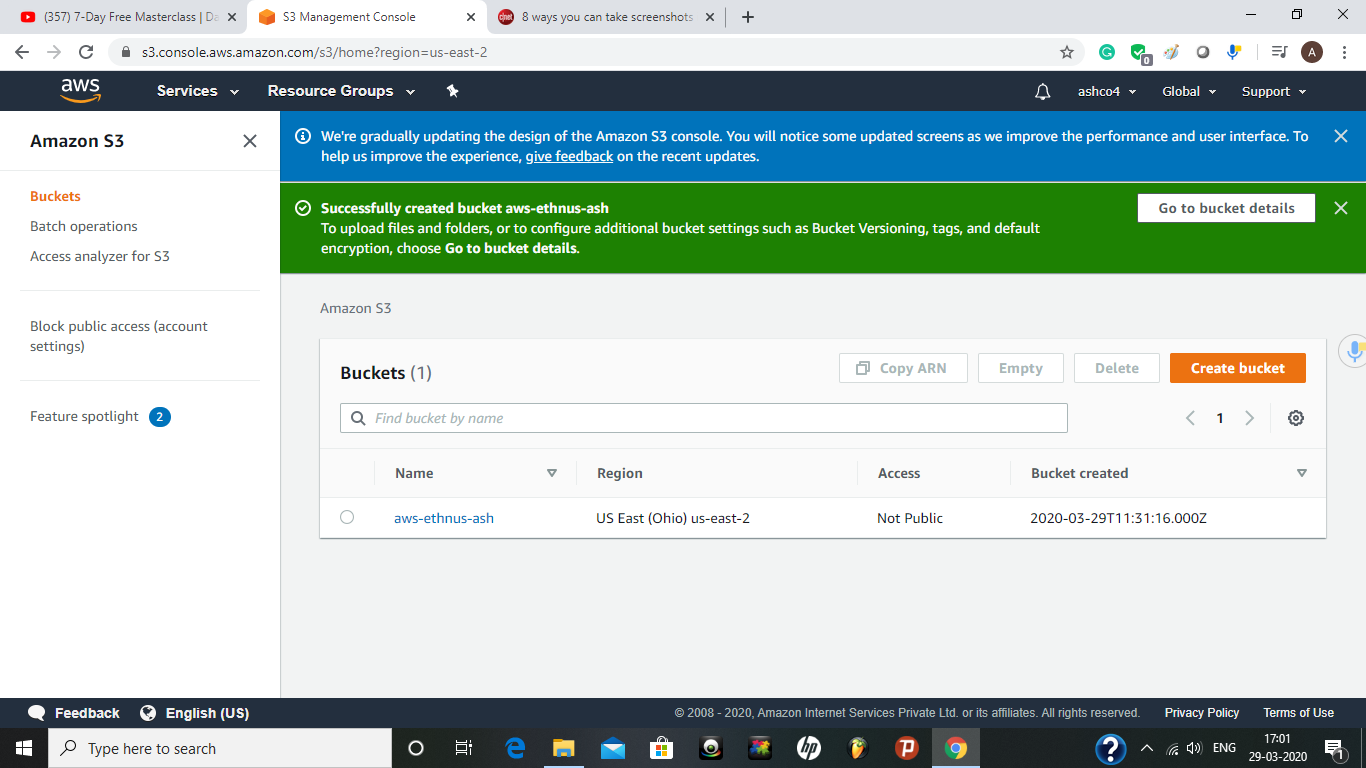 (357) 7-Day Free Masterclass | Da
S3 Management Console
8 ways you can take screenshots
s3.console.aws.amazon.com/s3/home?region=us-east-2
0
A
aws
Services
Resource Groups
ashco4
Global
Support
Amazon S3
Buckets
Batch operations
Access analyzer for S3
Block public access (account
settings)
Feature spotlight 2
We're gradually updating the design of the Amazon S3 console. You will notice some updated screens as we improve the performance and user interface. To
help us improve the experience, give feedback on the recent updates.
Successfully created bucket aws-ethnus-ash
To upload files and folders, or to configure additional bucket settings such as Bucket Versioning, tags, and default
encryption, choose Go to bucket details.
Go to bucket details
Amazon S3
Buckets (1)
Copy ARN
Empty
Delete
Create bucket
Find bucket by name
1
Name Region Access Bucket created
aws-ethnus-ash US East (Ohio) us-east-2 Not Public 2020-03-29T11:31:16.000Z
Feedback
English (US)
© 2008 - 2020, Amazon Internet Services Private Ltd. or its affiliates. All rights reserved.
Privacy Policy
Terms of Use
Type here to search
hp
ENG
17:01
29-03-2020
1